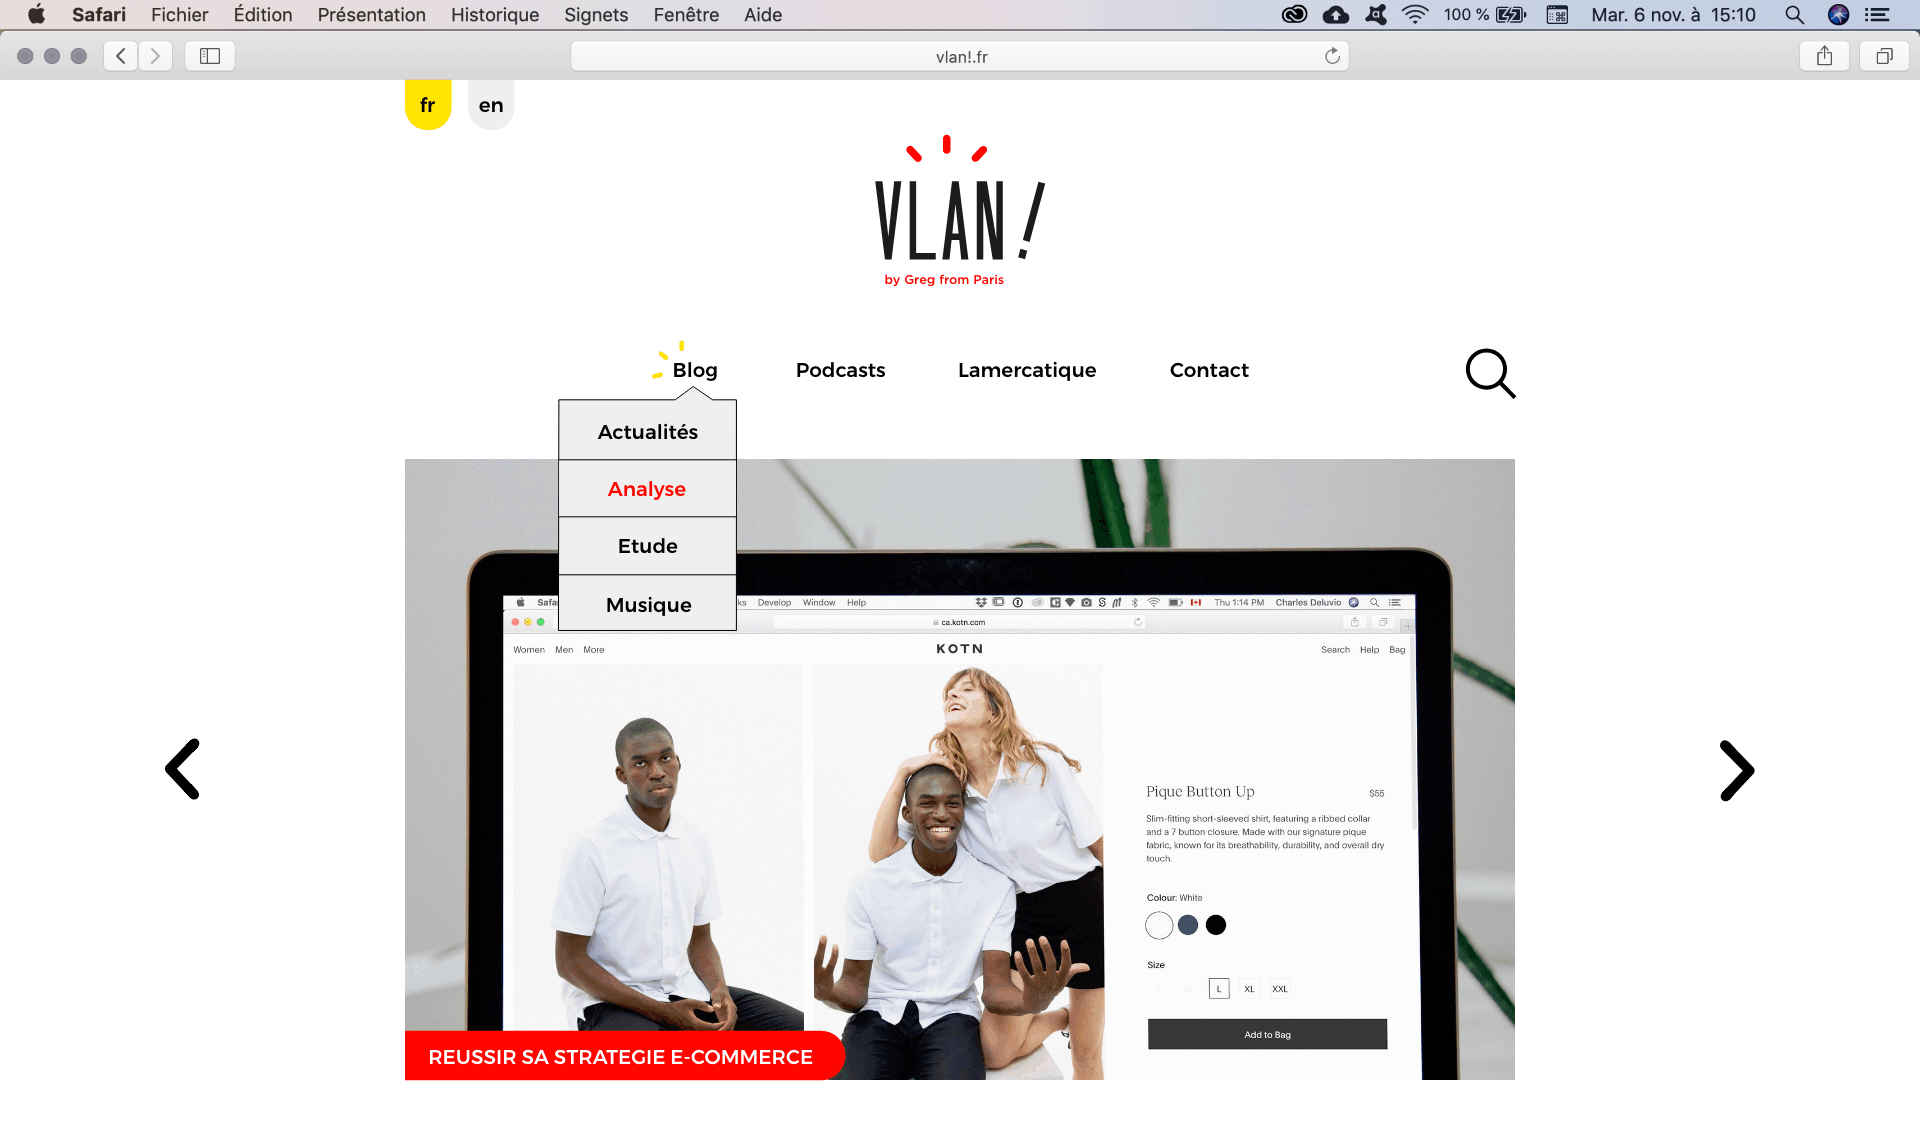 Safari Fichier Édition Présentation Historique Signets Fenêtre Aide 100 % Mar. 6 nov. à 15:10
vlan!.fr
fr en
VLAN!
by Greg from Paris
Blog Podcasts Lamercatique Contact
Actualités
Analyse
Etude
Musique
Develop Window Help Thu 1:14 PM Charles Deluvio
ca.kotn.com
Women Men More KOTN Search Help Bag
Pique Button Up $55
Slim-fitting short-sleeved shirt, featuring a ribbed collar
and a 7 button closure. Made with our signature pique
fabric, known for its breathability, durability, and overall dry
touch.
Colour: White
Size
L XL XXL
Add to Bag
REUSSIR SA STRATEGIE E-COMMERCE